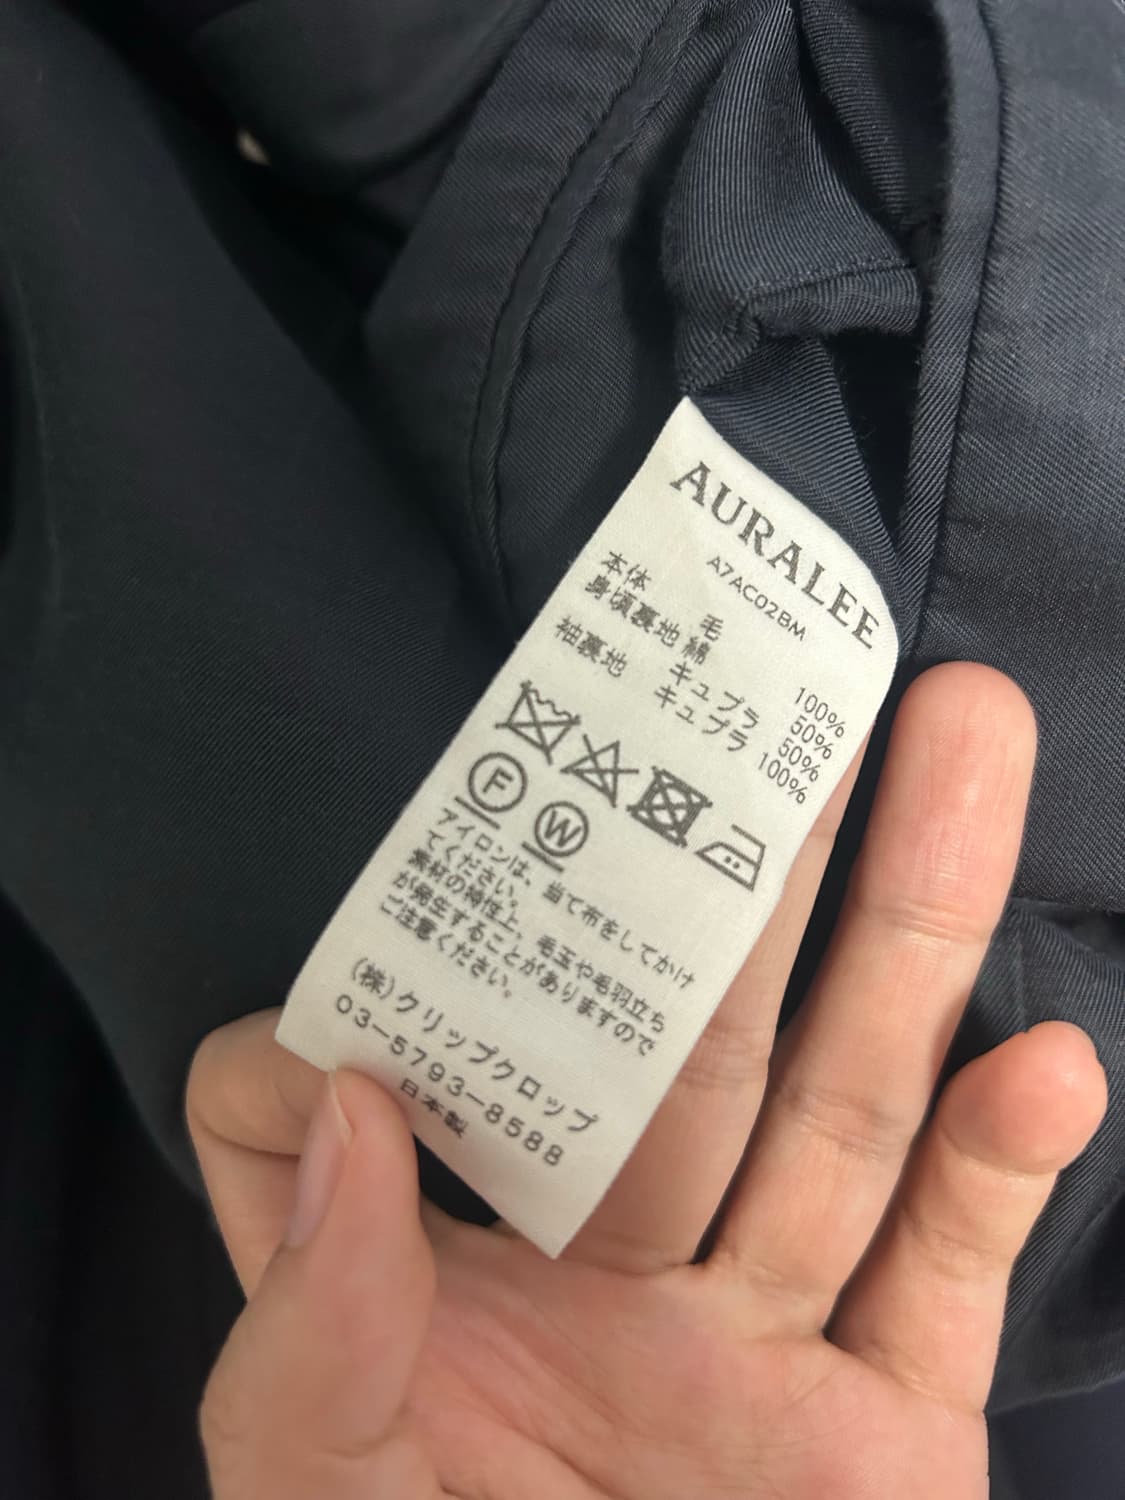 AURALEE
A7AC02BM
本体 毛 100%
身頃裏地 綿 50%
キュプラ 50%
袖裏地 キュプラ 100%
F W
アイロンは、当て布をしてかけ
てください。
素材の特性上、毛玉や毛羽立ち
が発生することがありますので
ご注意ください。
(株)クリップクロップ
03-5793-8588
日本製